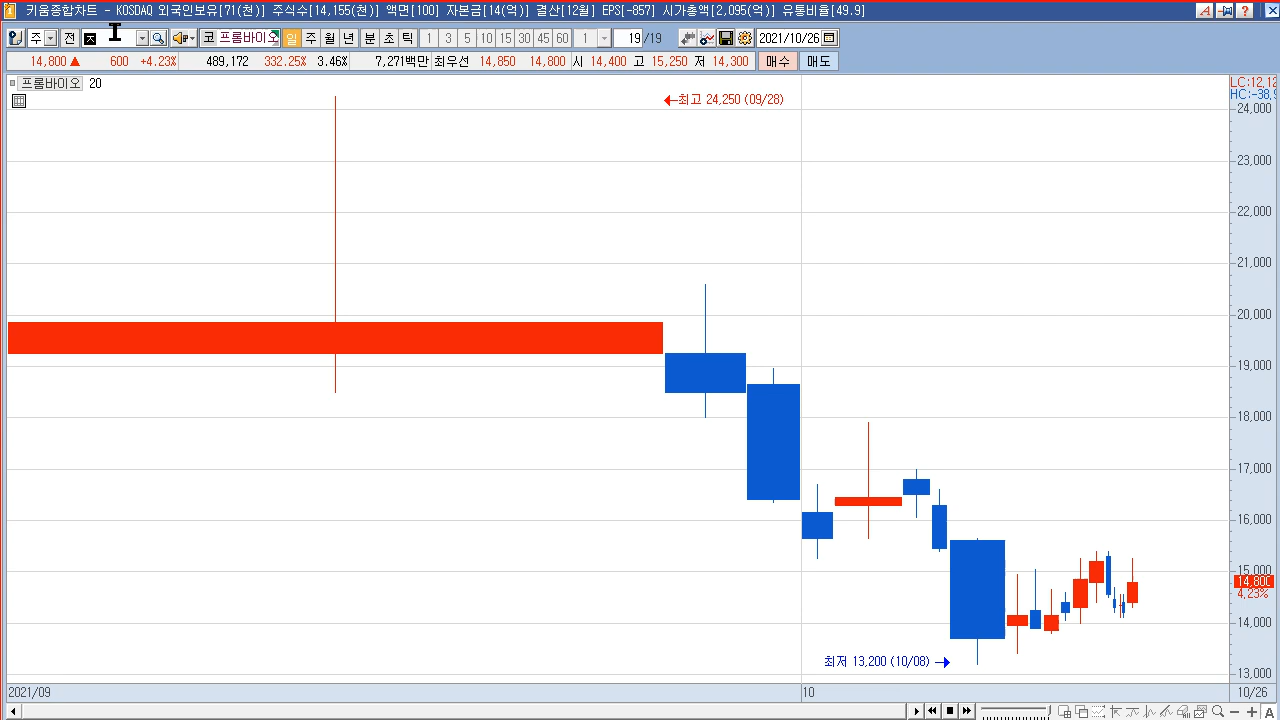 키움종합차트 - KOSDAQ 외국인보유[71(천)] 주식수[14,155(천)] 액면[100] 자본금[14(억)] 결산[12월] EPS[-857] 시가총액[2,095(억)] 유통비율[49.9]
주 전 코 프롬바이오 일 주 월 년 분 초 틱 1 3 5 10 15 30 45 60 1 19 /19 2021/10/26
14,800 ▲ 600 +4.23% 489,172 332.25% 3.46% 7,271백만 최우선 14,850 14,800 시 14,400 고 15,250 저 14,300 매수 매도
프롬바이오 20
LC:12,12
HC:-38,9
최고 24,250 (09/28)
24,000
23,000
22,000
21,000
20,000
19,000
18,000
17,000
16,000
15,000
14,800
4,23%
14,000
최저 13,200 (10/08)
13,000
2021/09 10 10/26
A